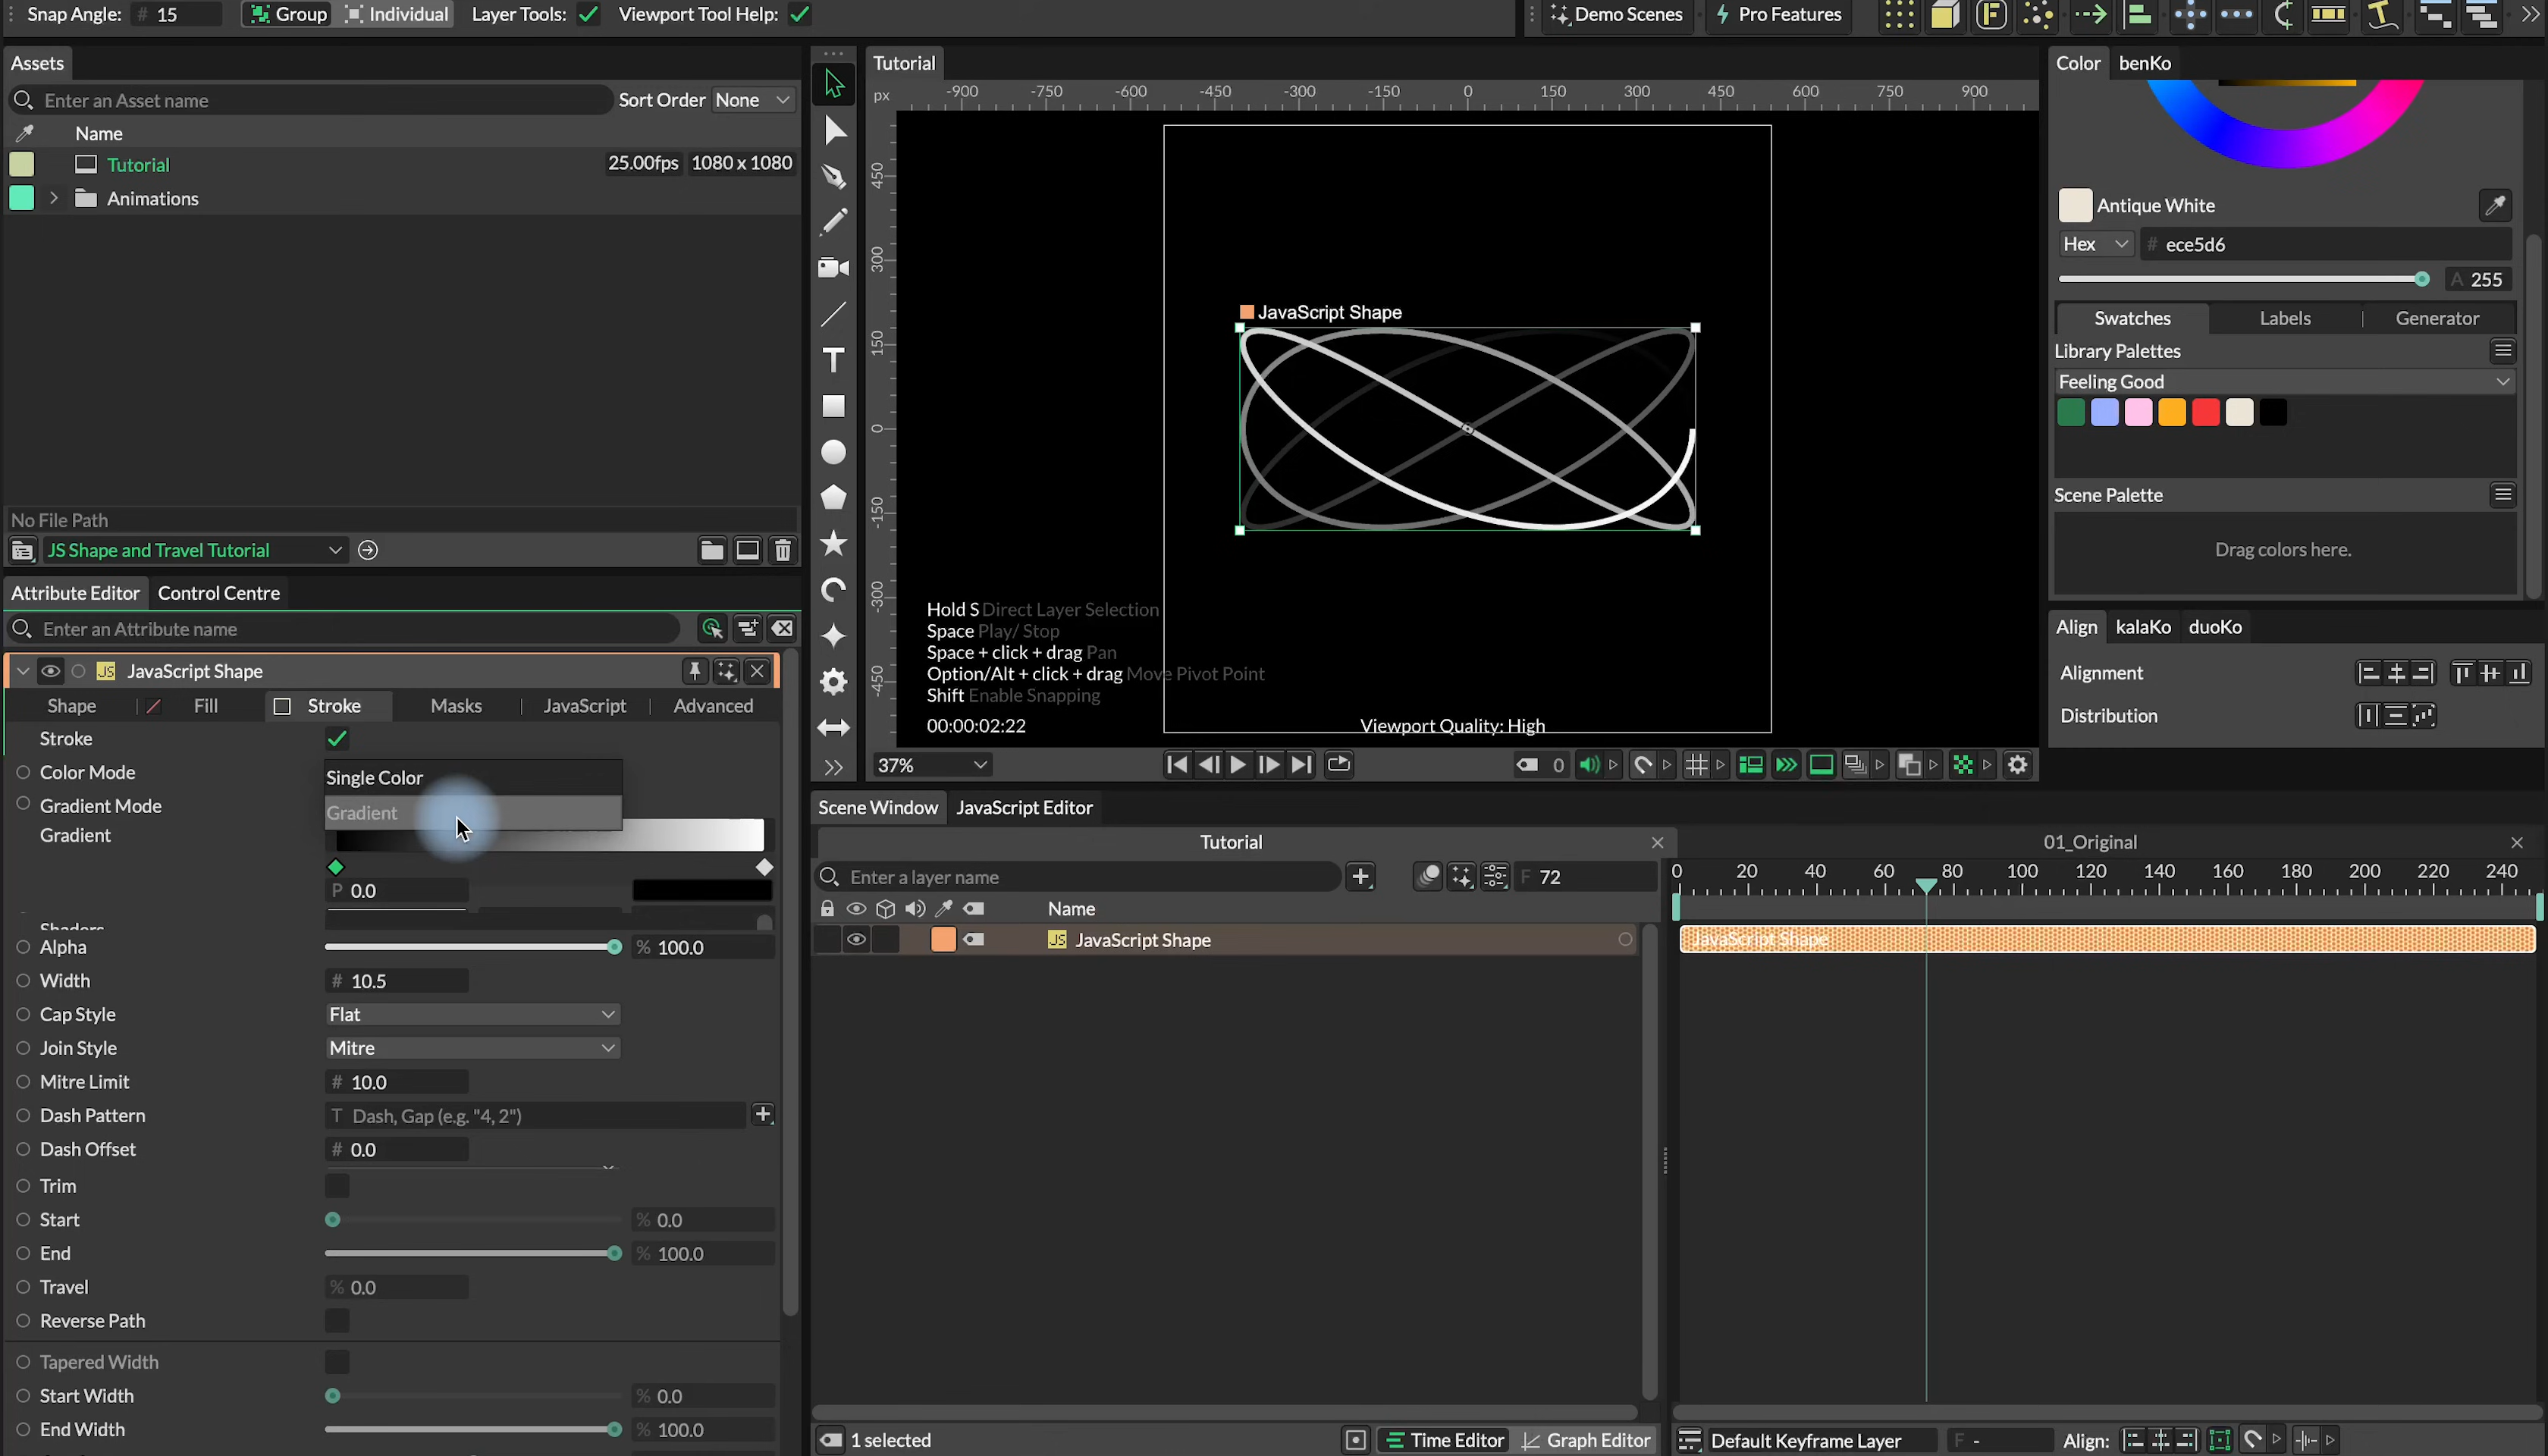 Snap Angle: # 15 Group Individual Layer Tools: Viewport Tool Help: Demo Scenes Pro Features
Assets
Enter an Asset name Sort Order None
Name
Tutorial 25.00fps 1080 x 1080
Animations
No File Path
JS Shape and Travel Tutorial
Attribute Editor Control Centre
Enter an Attribute name
JS JavaScript Shape
Shape Fill Stroke Masks JavaScript Advanced
Stroke
Color Mode Single Color
Gradient Mode Gradient
Gradient
P 0.0
Shaders
Alpha % 100.0
Width # 10.5
Cap Style Flat
Join Style Mitre
Mitre Limit # 10.0
Dash Pattern T Dash, Gap (e.g. "4, 2")
Dash Offset # 0.0
Trim
Start % 0.0
End % 100.0
Travel % 0.0
Reverse Path
Tapered Width
Start Width % 0.0
End Width % 100.0
Tutorial
px -900 -750 -600 -450 -300 -150 0 150 300 450 600 750 900
450
300
150
0
-150
-300
-450
JavaScript Shape
Hold S Direct Layer Selection
Space Play/ Stop
Space + click + drag Pan
Option/Alt + click + drag Move Pivot Point
Shift Enable Snapping
00:00:02:22 Viewport Quality: High
37% 0
Scene Window JavaScript Editor
Tutorial 01_Original
Enter a layer name F 72 0 20 40 60 80 100 120 140 160 180 200 220 240
Name
JS JavaScript Shape JavaScript Shape
1 selected Time Editor Graph Editor Default Keyframe Layer F - Align:
Color benKo
Antique White
Hex # ece5d6
A 255
Swatches Labels Generator
Library Palettes
Feeling Good
Scene Palette
Drag colors here.
Align kalaKo duoKo
Alignment
Distribution